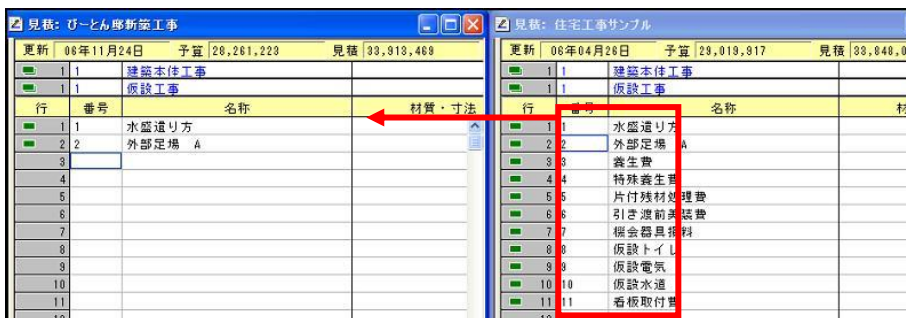 見積: びーとん邸新築工事
更新 06年11月24日 予算 28,261,223 見積 33,913,469
1 1 建築本体工事
1 1 仮設工事
行 番号 名称 材質・寸法
1 1 水盛遣り方
2 2 外部足場 A
3
4
5
6
7
8
9
10
11
見積: 住宅工事サンプル
更新 06年04月26日 予算 29,019,917 見積 33,848,0
1 1 建築本体工事
1 1 仮設工事
行 番号 名称 材
1 1 水盛遣り方
2 2 外部足場 A
3 3 養生費
4 4 特殊養生費
5 5 片付残材処理費
6 6 引き渡前美装費
7 7 機会器具損料
8 8 仮設トイレ
9 9 仮設電気
10 10 仮設水道
11 11 看板取付費